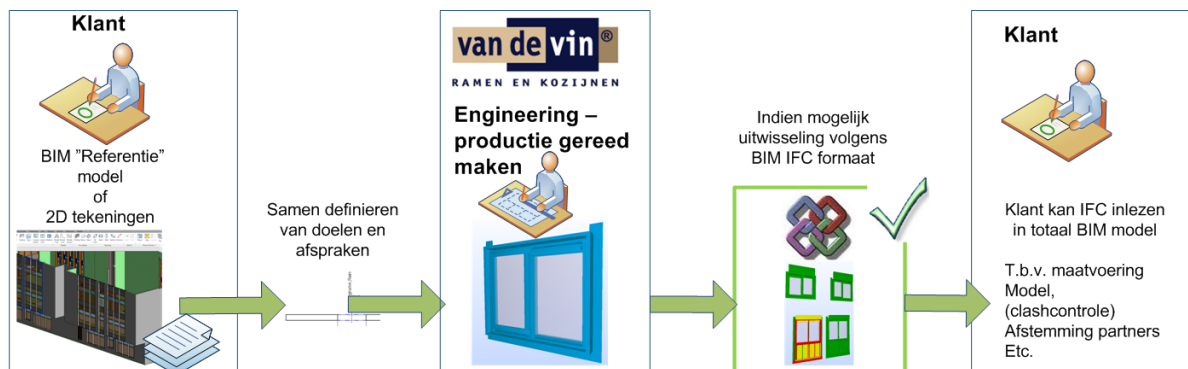 Klant
BIM ”Referentie”
model
of
2D tekeningen
Samen definieren
van doelen en
afspraken
van de vin®
RAMEN EN KOZIJNEN
Engineering –
productie gereed
maken
Indien mogelijk
uitwisseling volgens
BIM IFC formaat
Klant
Klant kan IFC inlezen
in totaal BIM model
T.b.v. maatvoering
Model,
(clashcontrole)
Afstemming partners
Etc.